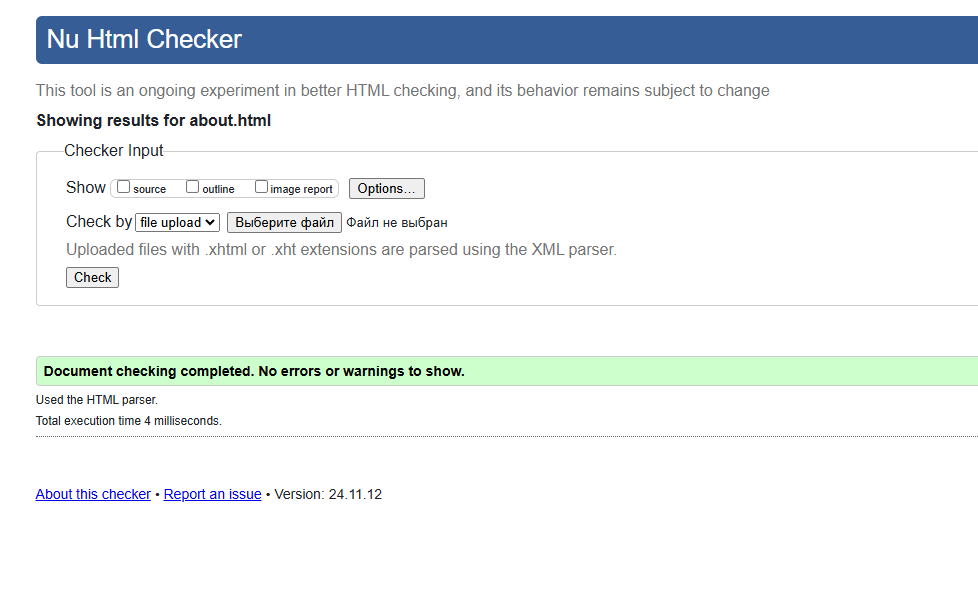 Nu Html Checker
This tool is an ongoing experiment in better HTML checking, and its behavior remains subject to change
Showing results for about.html
Checker Input
Show source outline image report Options...
Check by file upload Выберите файл Файл не выбран
Uploaded files with .xhtml or .xht extensions are parsed using the XML parser.
Check
Document checking completed. No errors or warnings to show.
Used the HTML parser.
Total execution time 4 milliseconds.
About this checker • Report an issue • Version: 24.11.12